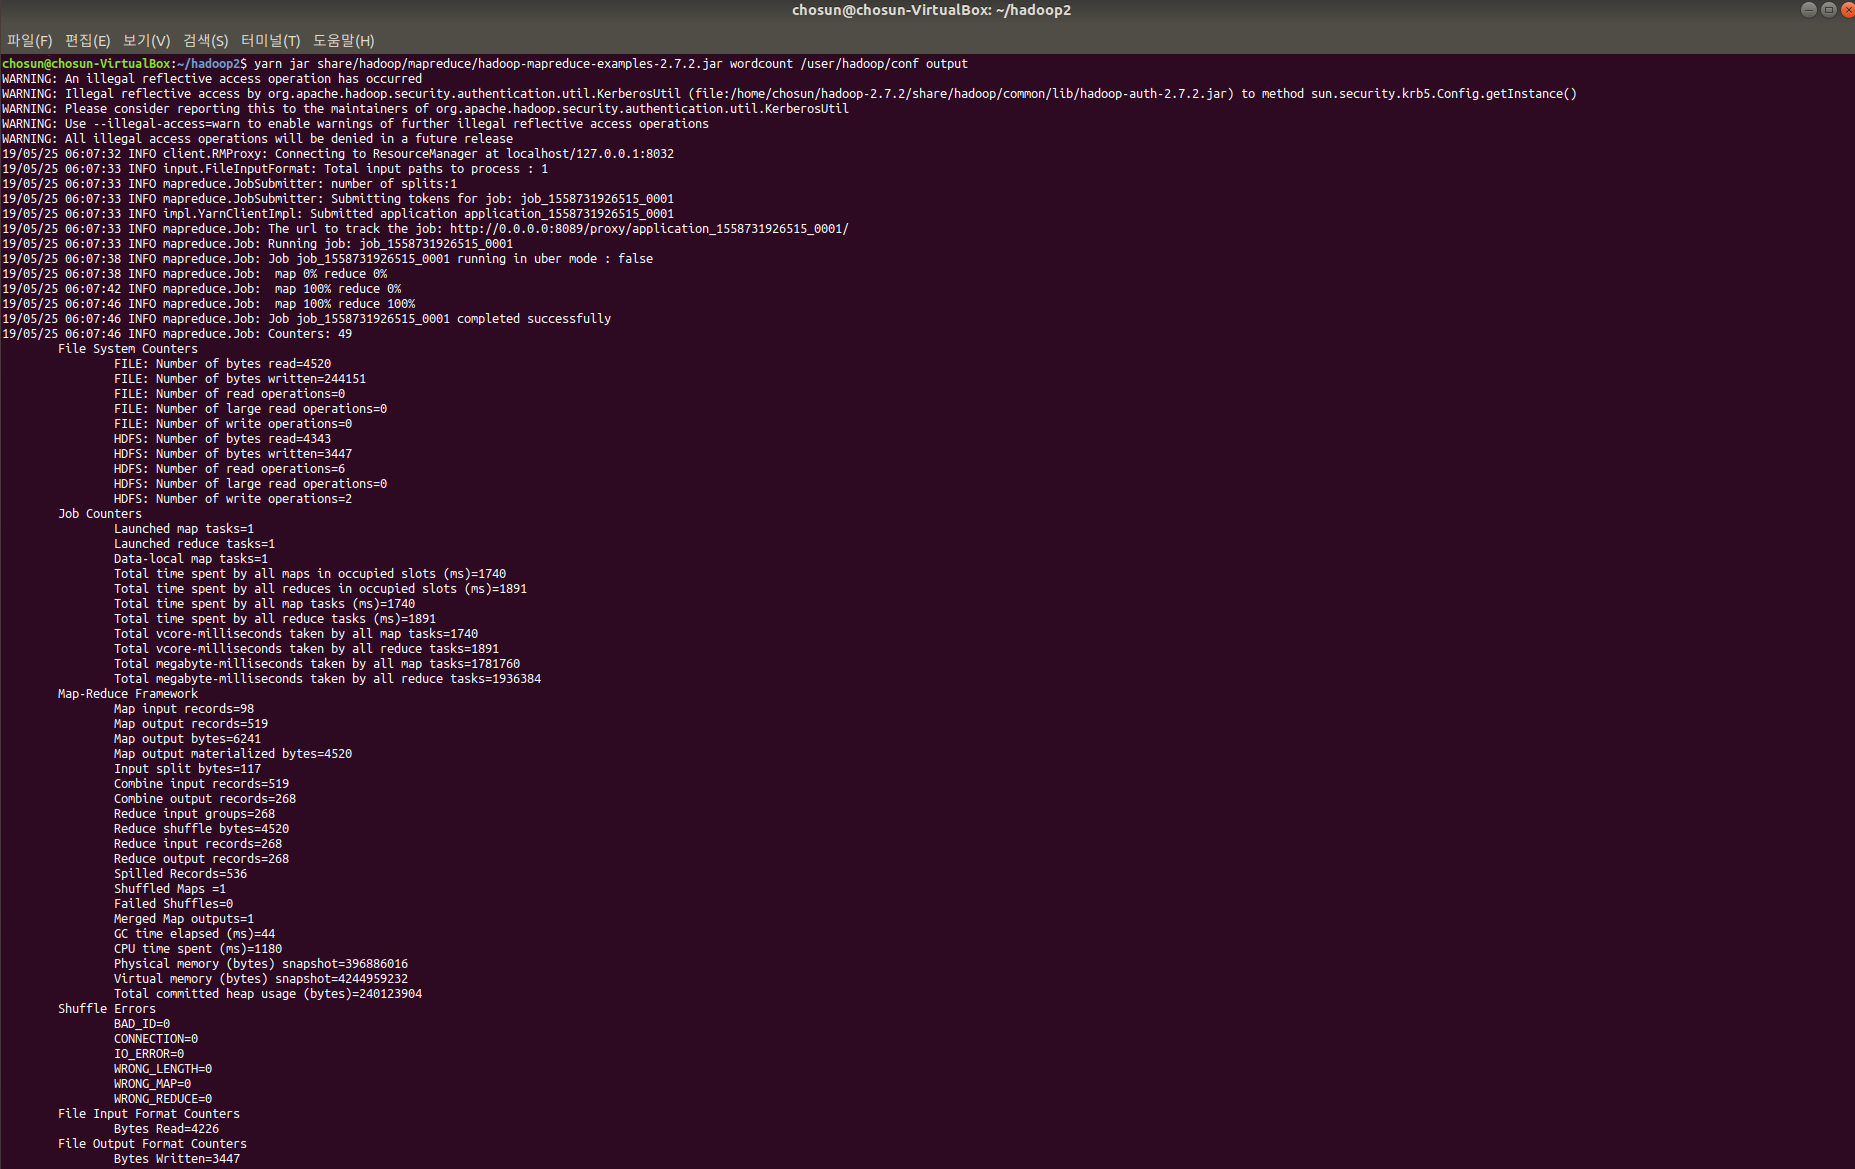 chosun@chosun-VirtualBox: ~/hadoop2
파일(F) 편집(E) 보기(V) 검색(S) 터미널(T) 도움말(H)
chosun@chosun-VirtualBox:~/hadoop2$ yarn jar share/hadoop/mapreduce/hadoop-mapreduce-examples-2.7.2.jar wordcount /user/hadoop/conf output
WARNING: An illegal reflective access operation has occurred
WARNING: Illegal reflective access by org.apache.hadoop.security.authentication.util.KerberosUtil (file:/home/chosun/hadoop-2.7.2/share/hadoop/common/lib/hadoop-auth-2.7.2.jar) to method sun.security.krb5.Config.getInstance()
WARNING: Please consider reporting this to the maintainers of org.apache.hadoop.security.authentication.util.KerberosUtil
WARNING: Use --illegal-access=warn to enable warnings of further illegal reflective access operations
WARNING: All illegal access operations will be denied in a future release
19/05/25 06:07:32 INFO client.RMProxy: Connecting to ResourceManager at localhost/127.0.0.1:8032
19/05/25 06:07:33 INFO input.FileInputFormat: Total input paths to process : 1
19/05/25 06:07:33 INFO mapreduce.JobSubmitter: number of splits:1
19/05/25 06:07:33 INFO mapreduce.JobSubmitter: Submitting tokens for job: job_1558731926515_0001
19/05/25 06:07:33 INFO impl.YarnClientImpl: Submitted application application_1558731926515_0001
19/05/25 06:07:33 INFO mapreduce.Job: The url to track the job: http://0.0.0.0:8089/proxy/application_1558731926515_0001/
19/05/25 06:07:33 INFO mapreduce.Job: Running job: job_1558731926515_0001
19/05/25 06:07:38 INFO mapreduce.Job: Job job_1558731926515_0001 running in uber mode : false
19/05/25 06:07:38 INFO mapreduce.Job:  map 0% reduce 0%
19/05/25 06:07:42 INFO mapreduce.Job:  map 100% reduce 0%
19/05/25 06:07:46 INFO mapreduce.Job:  map 100% reduce 100%
19/05/25 06:07:46 INFO mapreduce.Job: Job job_1558731926515_0001 completed successfully
19/05/25 06:07:46 INFO mapreduce.Job: Counters: 49
File System Counters
FILE: Number of bytes read=4520
FILE: Number of bytes written=244151
FILE: Number of read operations=0
FILE: Number of large read operations=0
FILE: Number of write operations=0
HDFS: Number of bytes read=4343
HDFS: Number of bytes written=3447
HDFS: Number of read operations=6
HDFS: Number of large read operations=0
HDFS: Number of write operations=2
Job Counters
Launched map tasks=1
Launched reduce tasks=1
Data-local map tasks=1
Total time spent by all maps in occupied slots (ms)=1740
Total time spent by all reduces in occupied slots (ms)=1891
Total time spent by all map tasks (ms)=1740
Total time spent by all reduce tasks (ms)=1891
Total vcore-milliseconds taken by all map tasks=1740
Total vcore-milliseconds taken by all reduce tasks=1891
Total megabyte-milliseconds taken by all map tasks=1781760
Total megabyte-milliseconds taken by all reduce tasks=1936384
Map-Reduce Framework
Map input records=98
Map output records=519
Map output bytes=6241
Map output materialized bytes=4520
Input split bytes=117
Combine input records=519
Combine output records=268
Reduce input groups=268
Reduce shuffle bytes=4520
Reduce input records=268
Reduce output records=268
Spilled Records=536
Shuffled Maps =1
Failed Shuffles=0
Merged Map outputs=1
GC time elapsed (ms)=44
CPU time spent (ms)=1180
Physical memory (bytes) snapshot=396886016
Virtual memory (bytes) snapshot=4244959232
Total committed heap usage (bytes)=240123904
Shuffle Errors
BAD_ID=0
CONNECTION=0
IO_ERROR=0
WRONG_LENGTH=0
WRONG_MAP=0
WRONG_REDUCE=0
File Input Format Counters
Bytes Read=4226
File Output Format Counters
Bytes Written=3447